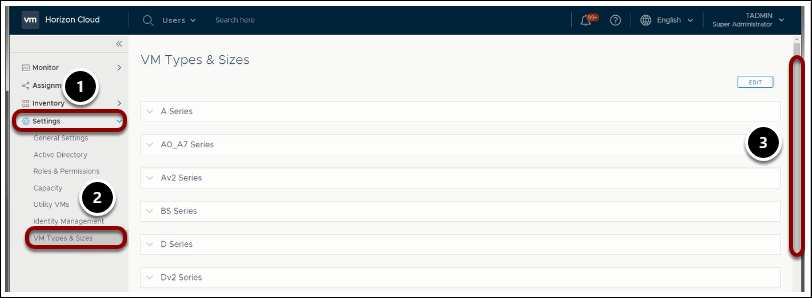 vm Horizon Cloud Users Search here 99+ English TADMIN
Super Administrator
«
Monitor
Assignm
1
Inventory
Settings
General Settings
Active Directory
Roles & Permissions
Capacity
Utility VMs
2
Identity Management
VM Types & Sizes
VM Types & Sizes
EDIT
A Series
A0_A7 Series
3
Av2 Series
BS Series
D Series
Dv2 Series